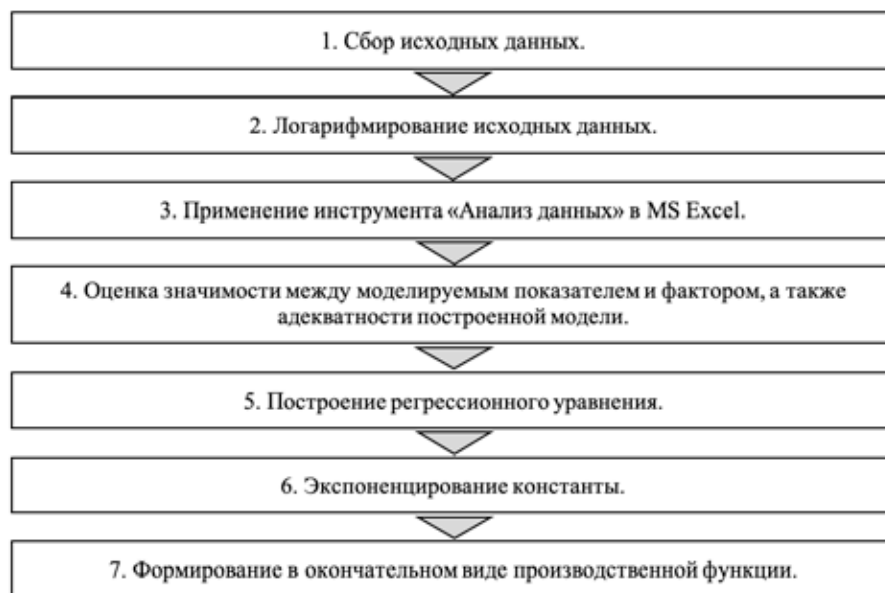 1. Сбор исходных данных.
2. Логарифмирование исходных данных.
3. Применение инструмента «Анализ данных» в MS Excel.
4. Оценка значимости между моделируемым показателем и фактором, а также
адекватности построенной модели.
5. Построение регрессионного уравнения.
6. Экспоненцирование константы.
7. Формирование в окончательном виде производственной функции.